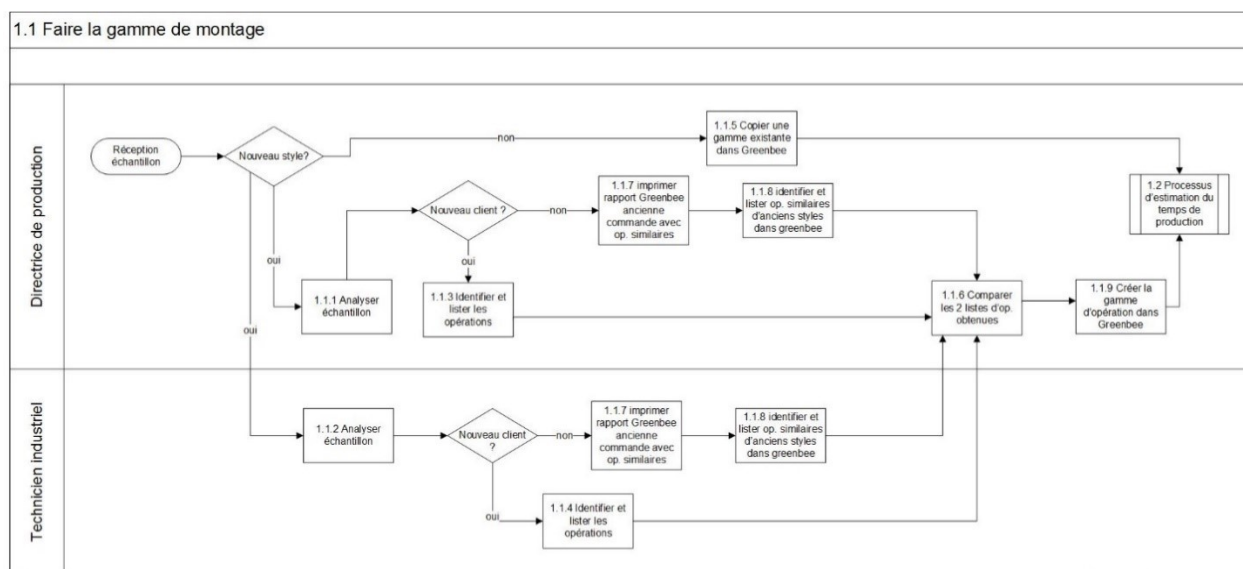 1.1 Faire la gamme de montage
Directrice de production
Réception
échantillon
Nouveau style?
non
1.1.5 Copier une
gamme existante
dans Greenbee
1.2 Processus
d'estimation du
temps de
production
Nouveau client ?
non
1.1.7 imprimer
rapport Greenbee
ancienne
commande avec
op. similaires
1.1.8 identifier et
lister op. similaires
d'anciens styles
dans greenbee
oui
oui
1.1.1 Analyser
échantillon
1.1.3 Identifier et
lister les
opérations
1.1.6 Comparer
les 2 listes d'op.
obtenues
1.1.9 Créer la
gamme
d'opération dans
Greenbee
oui
Technicien industriel
1.1.2 Analyser
échantillon
Nouveau client
?
non
1.1.7 imprimer
rapport Greenbee
ancienne
commande avec
op. similaires
1.1.8 identifier et
lister op. similaires
d'anciens styles
dans greenbee
oui
1.1.4 Identifier et
lister les
opérations